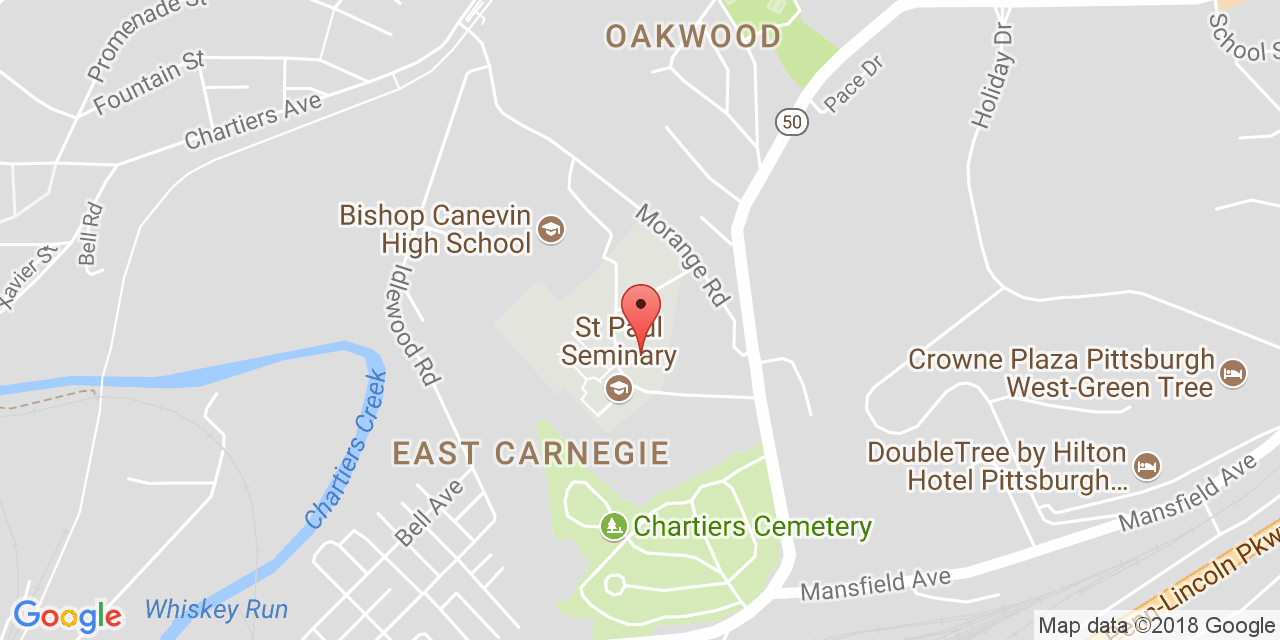 Promenade St
Fountain St
Chartiers Ave
OAKWOOD
Pace Dr
50
Holiday Dr
School S
Bell Rd
Xavier St
Bishop Canevin
High School
Morange Rd
Idlewood Rd
St Paul
Seminary
Crowne Plaza Pittsburgh
West-Green Tree
Chartiers Creek
EAST CARNEGIE
DoubleTree by Hilton
Hotel Pittsburgh...
Mansfield Ave
Bell Ave
Chartiers Cemetery
Mansfield Ave
n-Lincoln Pkw
Whiskey Run
Google
Map data ©2018 Google